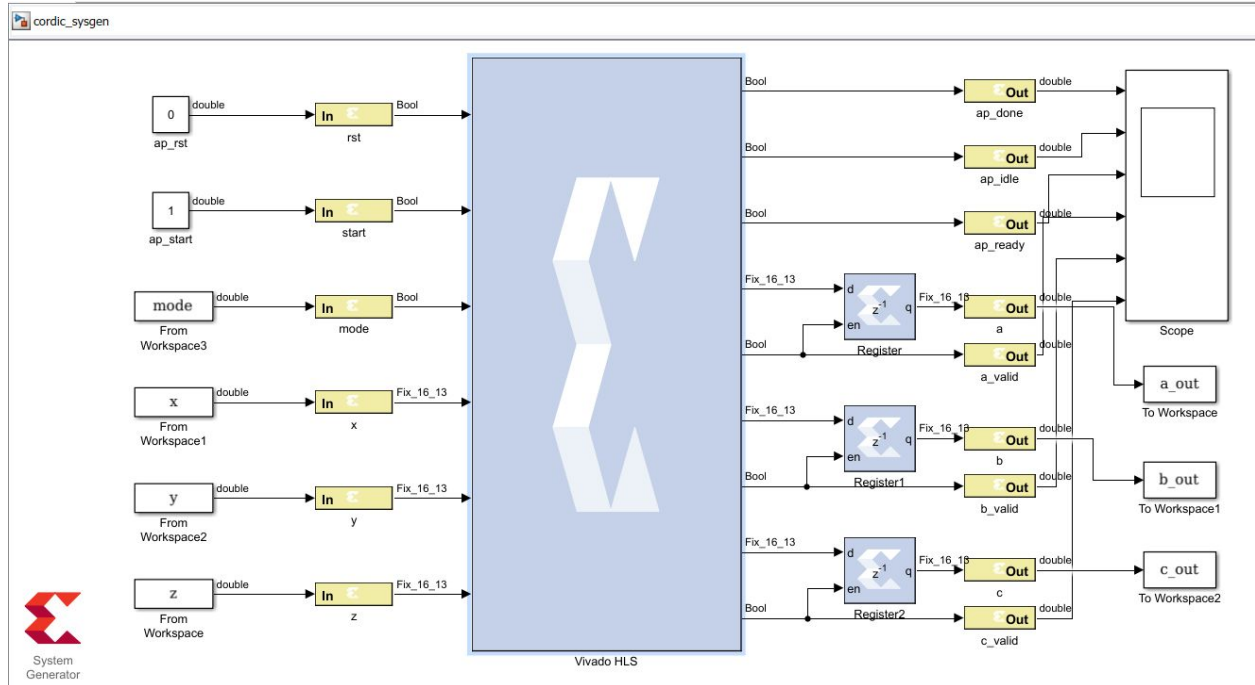 cordic_sysgen
0
double
In
rst
Bool
ap_rst
1
double
In
start
Bool
ap_start
mode
double
In
mode
Bool
From
Workspace3
x
double
In
x
Fix_16_13
From
Workspace1
y
double
In
y
Fix_16_13
From
Workspace2
z
double
In
z
Fix_16_13
From
Workspace
System
Generator
Vivado HLS
Bool
Out
double
ap_done
Bool
Out
double
ap_idle
Bool
Out
double
ap_ready
Fix_16_13
d
z-1
q
en
Fix_16_13
Register
Out
double
a
Bool
Out
double
a_valid
Fix_16_13
d
z-1
q
en
Fix_16_13
Register1
Out
double
b
Bool
Out
double
b_valid
Fix_16_13
d
z-1
q
en
Fix_16_13
Register2
Out
double
c
Bool
Out
double
c_valid
Scope
a_out
To Workspace
b_out
To Workspace1
c_out
To Workspace2